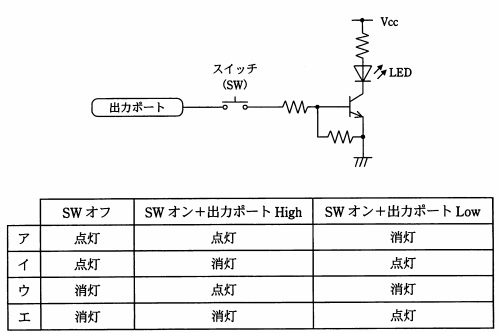 Vcc
スイッチ
(SW)
LED
出力ポート
SW オフ SW オン+出力ポート High SW オン+出力ポート Low
ア 点灯 点灯 消灯
イ 点灯 消灯 点灯
ウ 消灯 点灯 消灯
エ 消灯 消灯 点灯